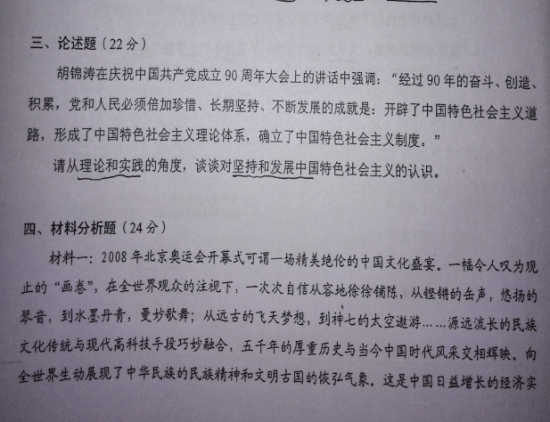 三、论述题（22分）
胡锦涛在庆祝中国共产党成立90周年大会上的讲话中强调：“经过90年的奋斗、创造、
积累，党和人民必须倍加珍惜、长期坚持、不断发展的成就是：开辟了中国特色社会主义道
路，形成了中国特色社会主义理论体系，确立了中国特色社会主义制度。”
请从理论和实践的角度，谈谈对坚持和发展中国特色社会主义的认识。
四、材料分析题（24分）
材料一：2008年北京奥运会开幕式可谓一场精美绝伦的中国文化盛宴。一幅令人叹为观
止的“画卷”，在全世界观众的注视下，一次次自信从容地徐徐铺陈，从铿锵的缶声，悠扬的
琴音，到水墨丹青，曼妙歌舞；从远古的飞天梦想，到神七的太空遨游……源远流长的民族
文化传统与现代高科技手段巧妙融合，五千年的厚重历史与当今中国时代风采交相辉映。向
全世界生动展现了中华民族的民族精神和文明古国的恢弘气象。这是中国日益增长的经济实